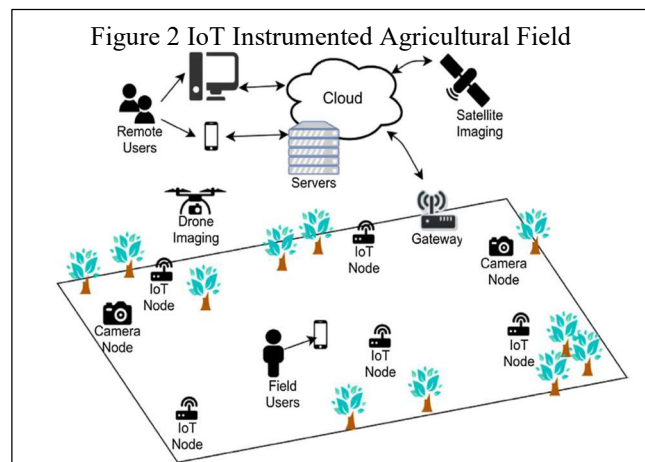 Figure 2 IoT Instrumented Agricultural Field
Cloud
Remote
Users
Satellite
Imaging
Servers
Drone
Imaging
Gateway
IoT
Node
Camera
Node
IoT
Node
Camera
Node
IoT
Node
IoT
Node
Field
Users
IoT
Node